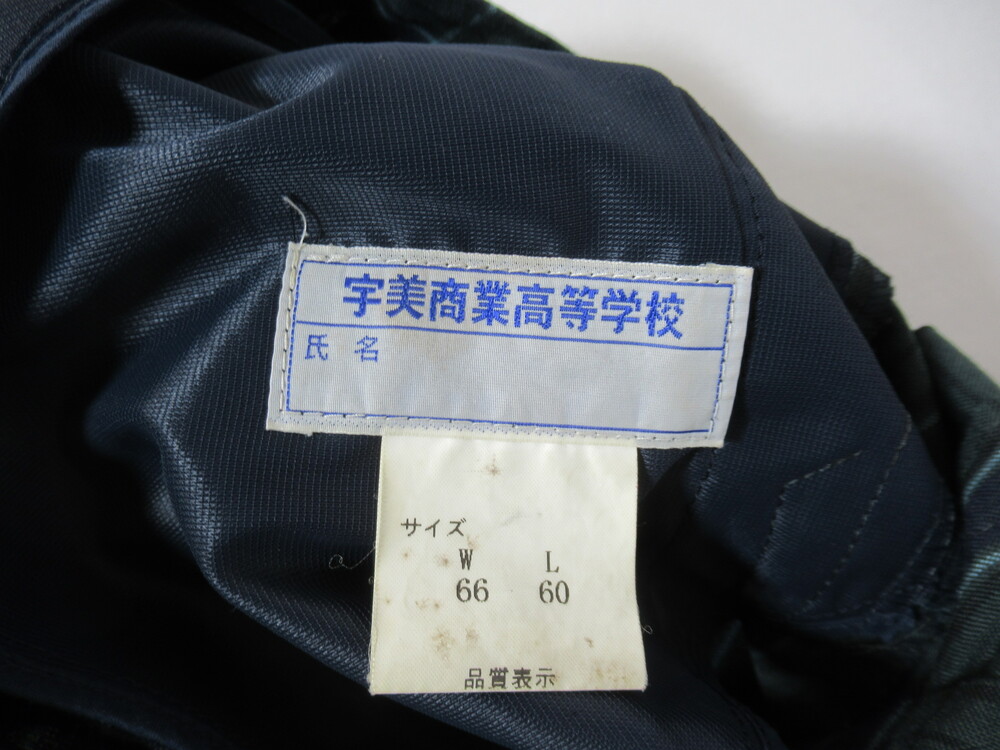 宇美商業高等学校
氏 名
サイズ
W L
66 60
品質表示